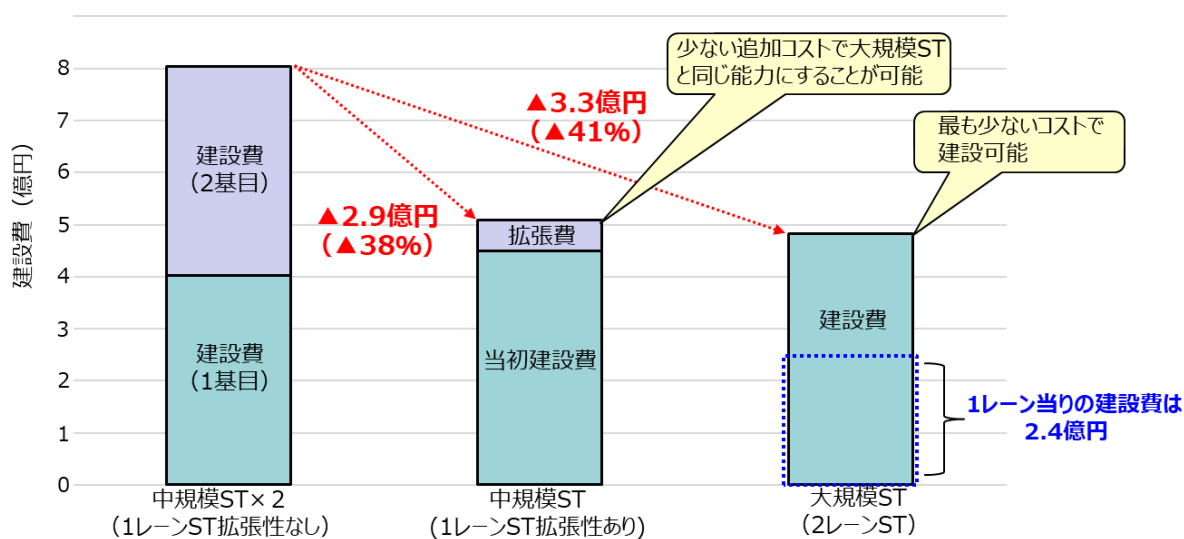 建設費（億円）
8
7
6
5
4
3
2
1
0
建設費
（2基目）
建設費
（1基目）
▲2.9億円
（▲38%）
▲3.3億円
（▲41%）
少ない追加コストで大規模ST
と同じ能力にすることが可能
最も少ないコストで
建設可能
拡張費
当初建設費
建設費
1レーン当りの建設費は
2.4億円
中規模ST×２
（1レーンST拡張性なし）
中規模ST
（1レーンST拡張性あり)
大規模ST
（2レーンST）